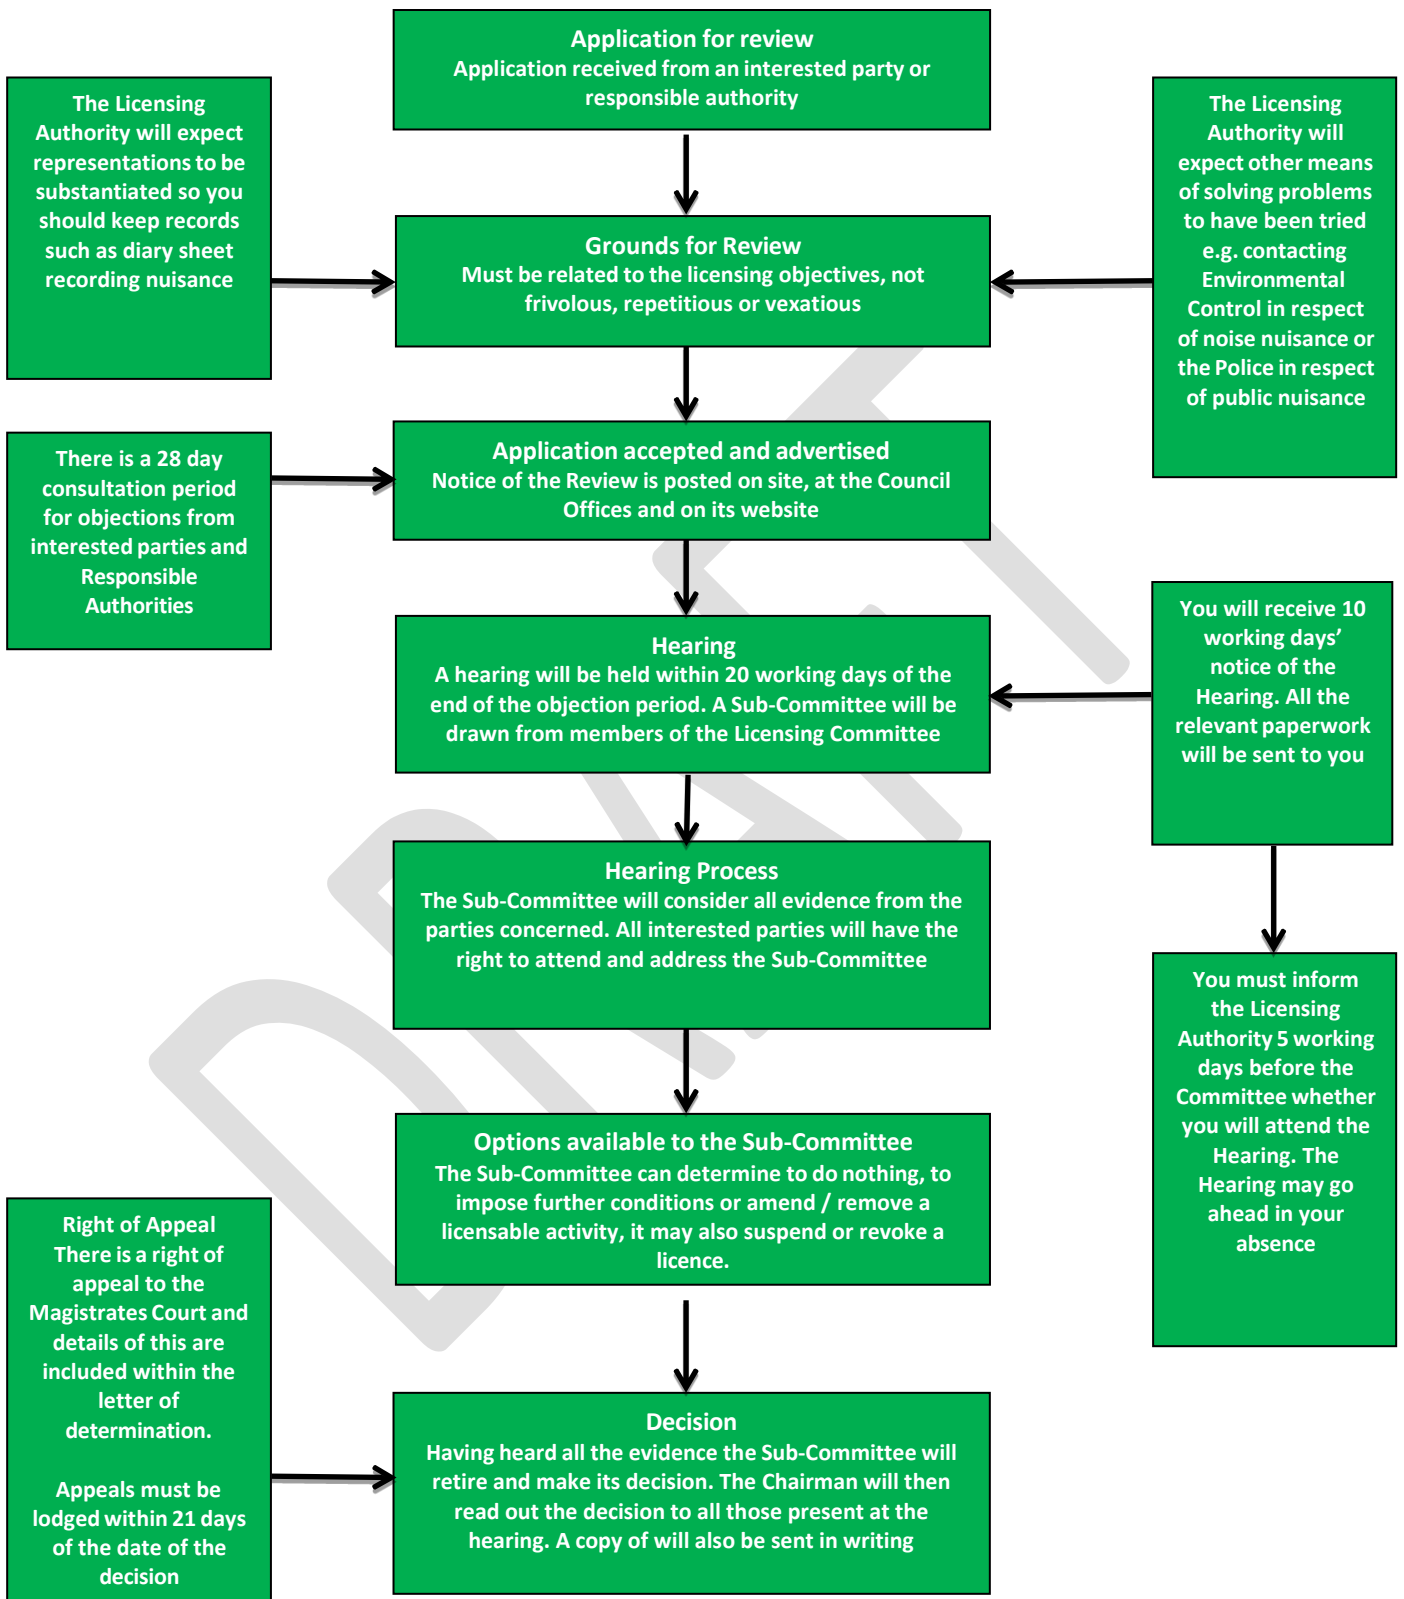 Application for review
Application received from an interested party or
responsible authority
The Licensing
Authority will expect
representations to be
substantiated so you
should keep records
such as diary sheet
recording nuisance
The Licensing
Authority will
expect other means
of solving problems
to have been tried
e.g. contacting
Environmental
Control in respect
of noise nuisance or
the Police in respect
of public nuisance
Grounds for Review
Must be related to the licensing objectives, not
frivolous, repetitious or vexatious
There is a 28 day
consultation period
for objections from
interested parties and
Responsible
Authorities
Application accepted and advertised
Notice of the Review is posted on site, at the Council
Offices and on its website
Hearing
A hearing will be held within 20 working days of the
end of the objection period. A Sub-Committee will be
drawn from members of the Licensing Committee
You will receive 10
working days’
notice of the
Hearing. All the
relevant paperwork
will be sent to you
Hearing Process
The Sub-Committee will consider all evidence from the
parties concerned. All interested parties will have the
right to attend and address the Sub-Committee
You must inform
the Licensing
Authority 5 working
days before the
Committee whether
you will attend the
Hearing. The
Hearing may go
ahead in your
absence
Options available to the Sub-Committee
The Sub-Committee can determine to do nothing, to
impose further conditions or amend / remove a
licensable activity, it may also suspend or revoke a
licence.
Right of Appeal
There is a right of
appeal to the
Magistrates Court and
details of this are
included within the
letter of
determination.
Appeals must be
lodged within 21 days
of the date of the
decision
Decision
Having heard all the evidence the Sub-Committee will
retire and make its decision. The Chairman will then
read out the decision to all those present at the
hearing. A copy of will also be sent in writing
DRAFT